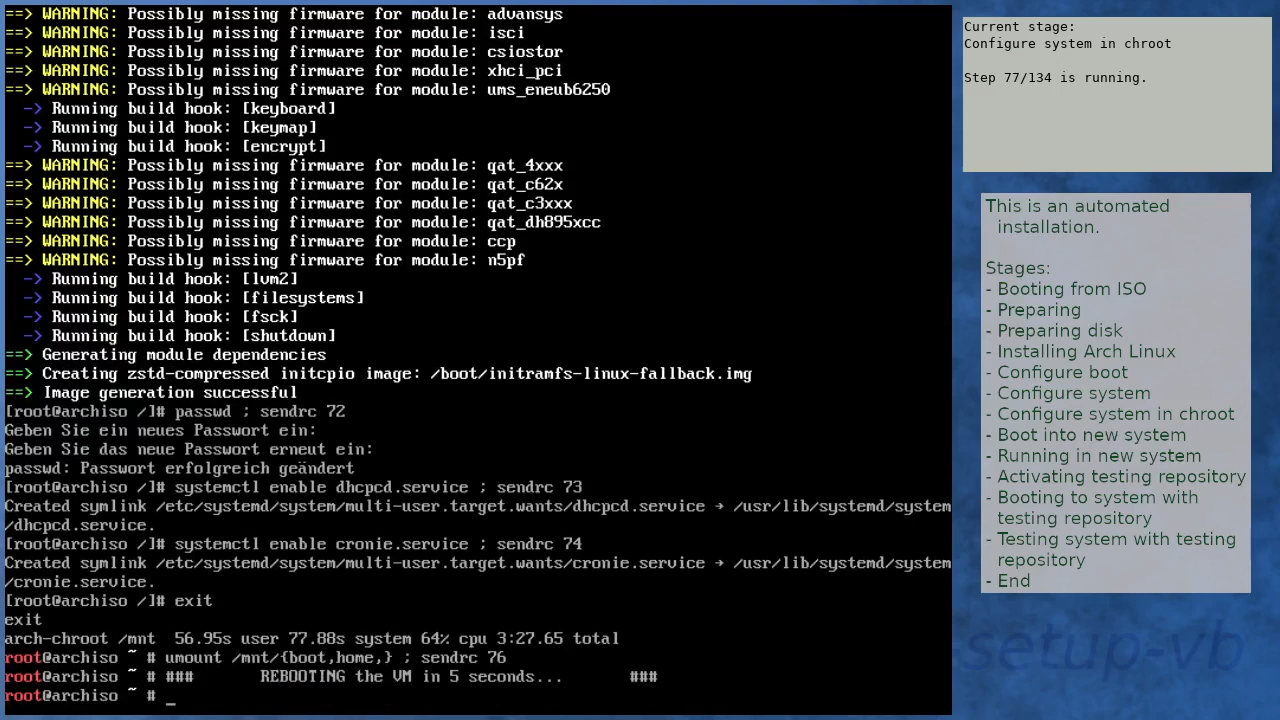 ==> WARNING: Possibly missing firmware for module: advansys
==> WARNING: Possibly missing firmware for module: isci
==> WARNING: Possibly missing firmware for module: csiostor
==> WARNING: Possibly missing firmware for module: xhci_pci
==> WARNING: Possibly missing firmware for module: ums_eneub6250
  -> Running build hook: [keyboard]
  -> Running build hook: [keymap]
  -> Running build hook: [encrypt]
==> WARNING: Possibly missing firmware for module: qat_4xxx
==> WARNING: Possibly missing firmware for module: qat_c62x
==> WARNING: Possibly missing firmware for module: qat_c3xxx
==> WARNING: Possibly missing firmware for module: qat_dh895xcc
==> WARNING: Possibly missing firmware for module: ccp
==> WARNING: Possibly missing firmware for module: n5pf
  -> Running build hook: [lvm2]
  -> Running build hook: [filesystems]
  -> Running build hook: [fsck]
  -> Running build hook: [shutdown]
==> Generating module dependencies
==> Creating zstd-compressed initcpio image: /boot/initramfs-linux-fallback.img
==> Image generation successful
[root@archiso /]# passwd ; sendrc 72
Geben Sie ein neues Passwort ein:
Geben Sie das neue Passwort erneut ein:
passwd: Passwort erfolgreich geändert
[root@archiso /]# systemctl enable dhcpcd.service ; sendrc 73
Created symlink /etc/systemd/system/multi-user.target.wants/dhcpcd.service → /usr/lib/systemd/system
/dhcpcd.service.
[root@archiso /]# systemctl enable cronie.service ; sendrc 74
Created symlink /etc/systemd/system/multi-user.target.wants/cronie.service → /usr/lib/systemd/system
/cronie.service.
[root@archiso /]# exit
exit
arch-chroot /mnt  56.95s user 77.88s system 64% cpu 3:27.65 total
root@archiso ~ # umount /mnt/{boot,home,} ; sendrc 76
root@archiso ~ # ###       REBOOTING the VM in 5 seconds...       ###
root@archiso ~ # _
Current stage:
Configure system in chroot
Step 77/134 is running.
This is an automated
installation.
Stages:
- Booting from ISO
- Preparing
- Preparing disk
- Installing Arch Linux
- Configure boot
- Configure system
- Configure system in chroot
- Boot into new system
- Running in new system
- Activating testing repository
- Booting to system with
testing repository
- Testing system with testing
repository
- End
-setup-vb